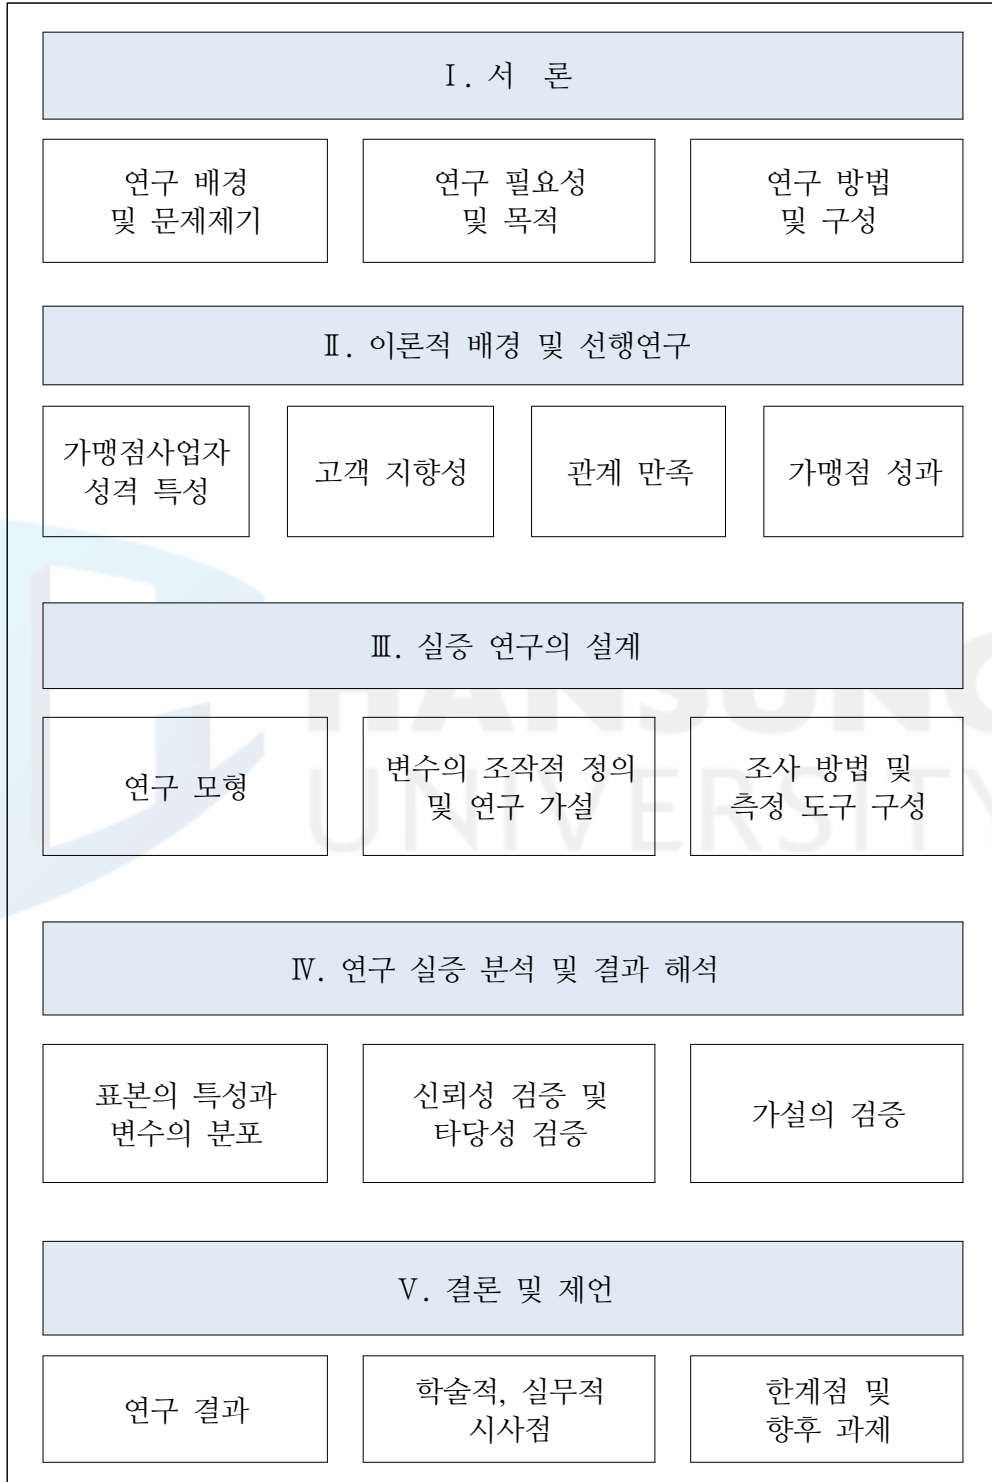 Ⅰ. 서 론
연구 배경
및 문제제기
연구 필요성
및 목적
연구 방법
및 구성
Ⅱ. 이론적 배경 및 선행연구
가맹점사업자
성격 특성
고객 지향성
관계 만족
가맹점 성과
Ⅲ. 실증 연구의 설계
연구 모형
변수의 조작적 정의
및 연구 가설
조사 방법 및
측정 도구 구성
HANSUNG
UNIVERSITY
Ⅳ. 연구 실증 분석 및 결과 해석
표본의 특성과
변수의 분포
신뢰성 검증 및
타당성 검증
가설의 검증
Ⅴ. 결론 및 제언
연구 결과
학술적, 실무적
시사점
한계점 및
향후 과제